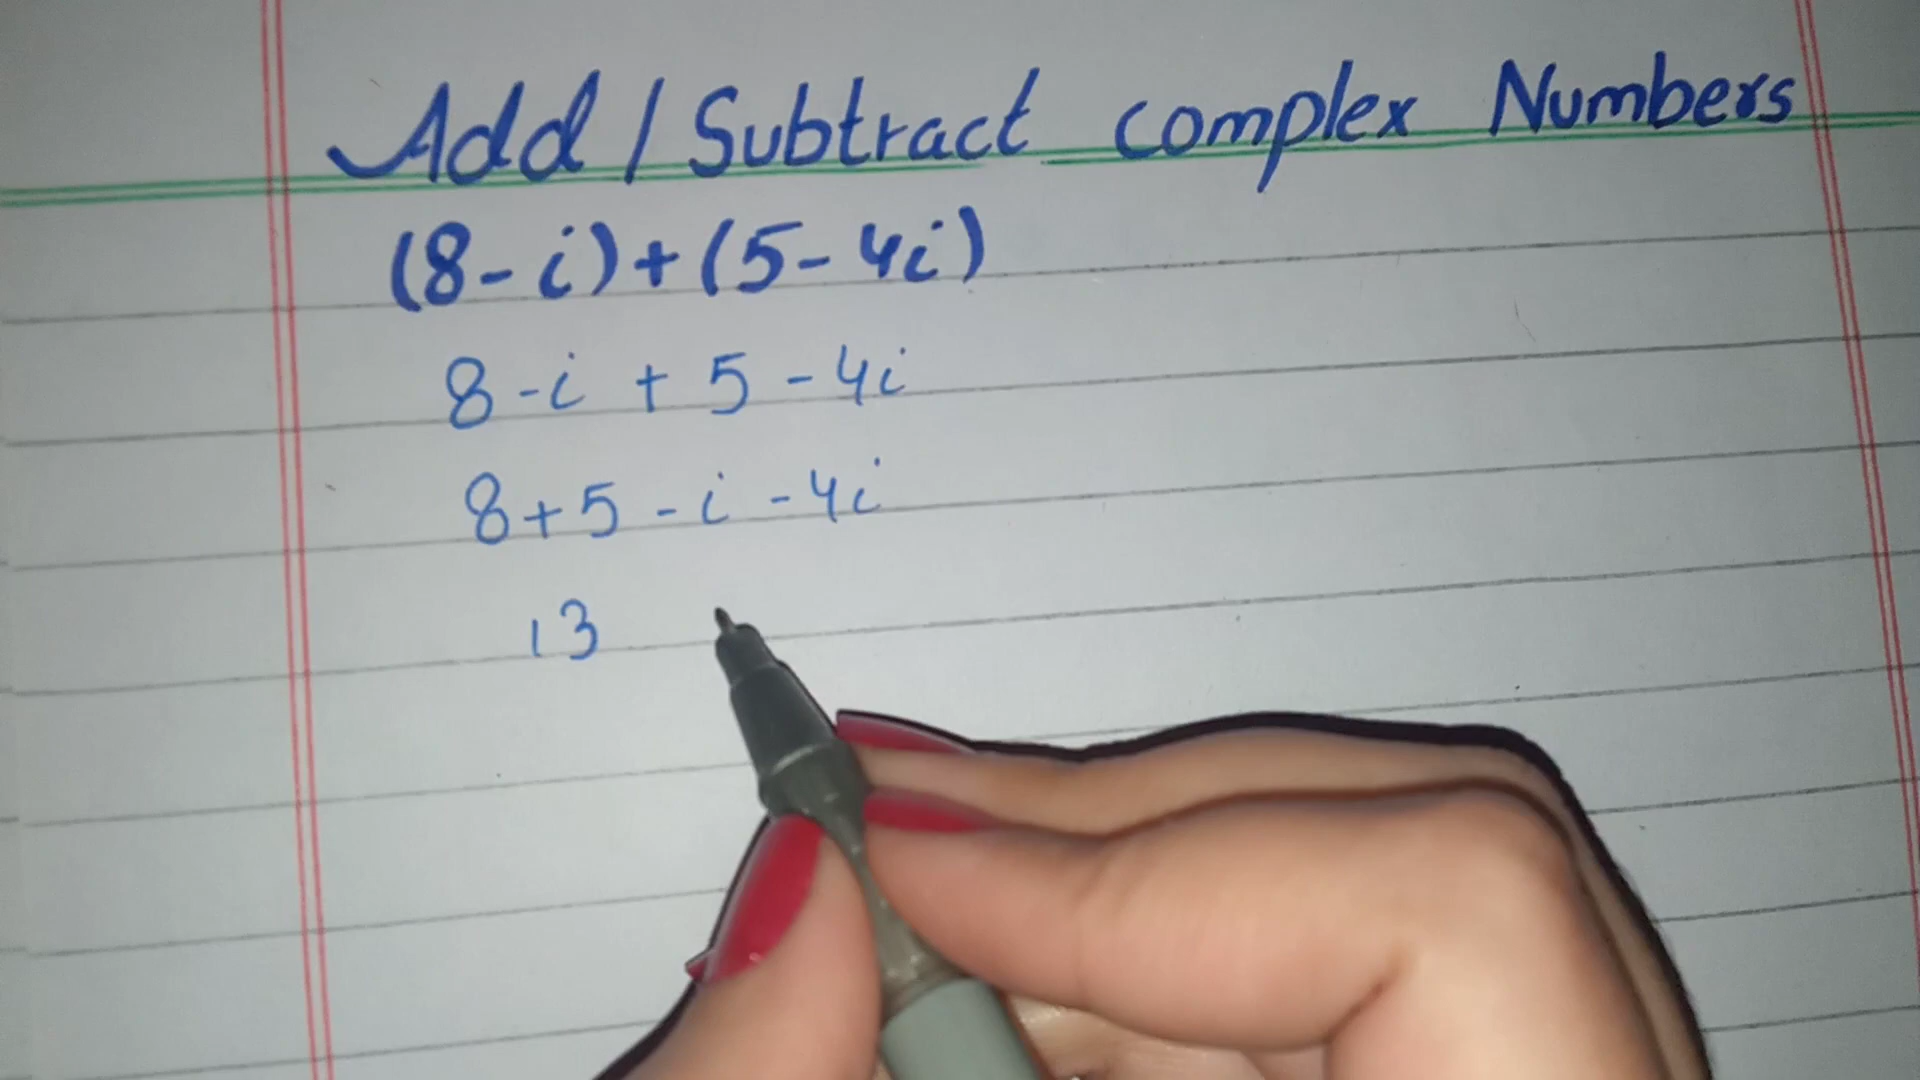 Add / Subtract complex Numbers
(8 - i) + (5 - 4i)
8 - i + 5 - 4i
8 + 5 - i - 4i
13